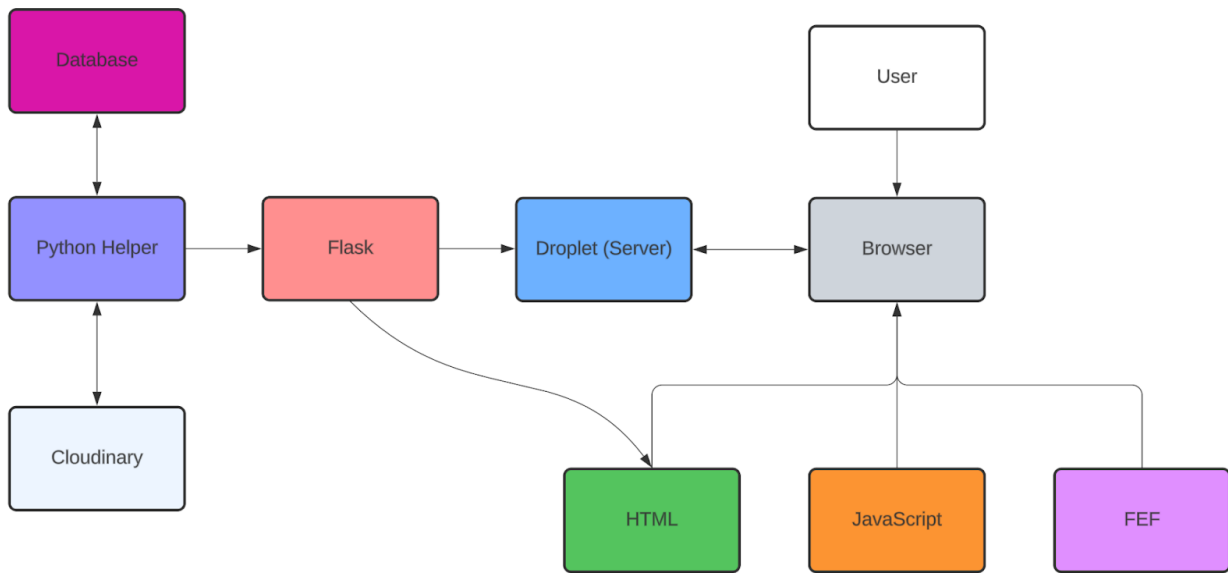 Database
User
Python Helper
Flask
Droplet (Server)
Browser
Cloudinary
HTML
JavaScript
FEF